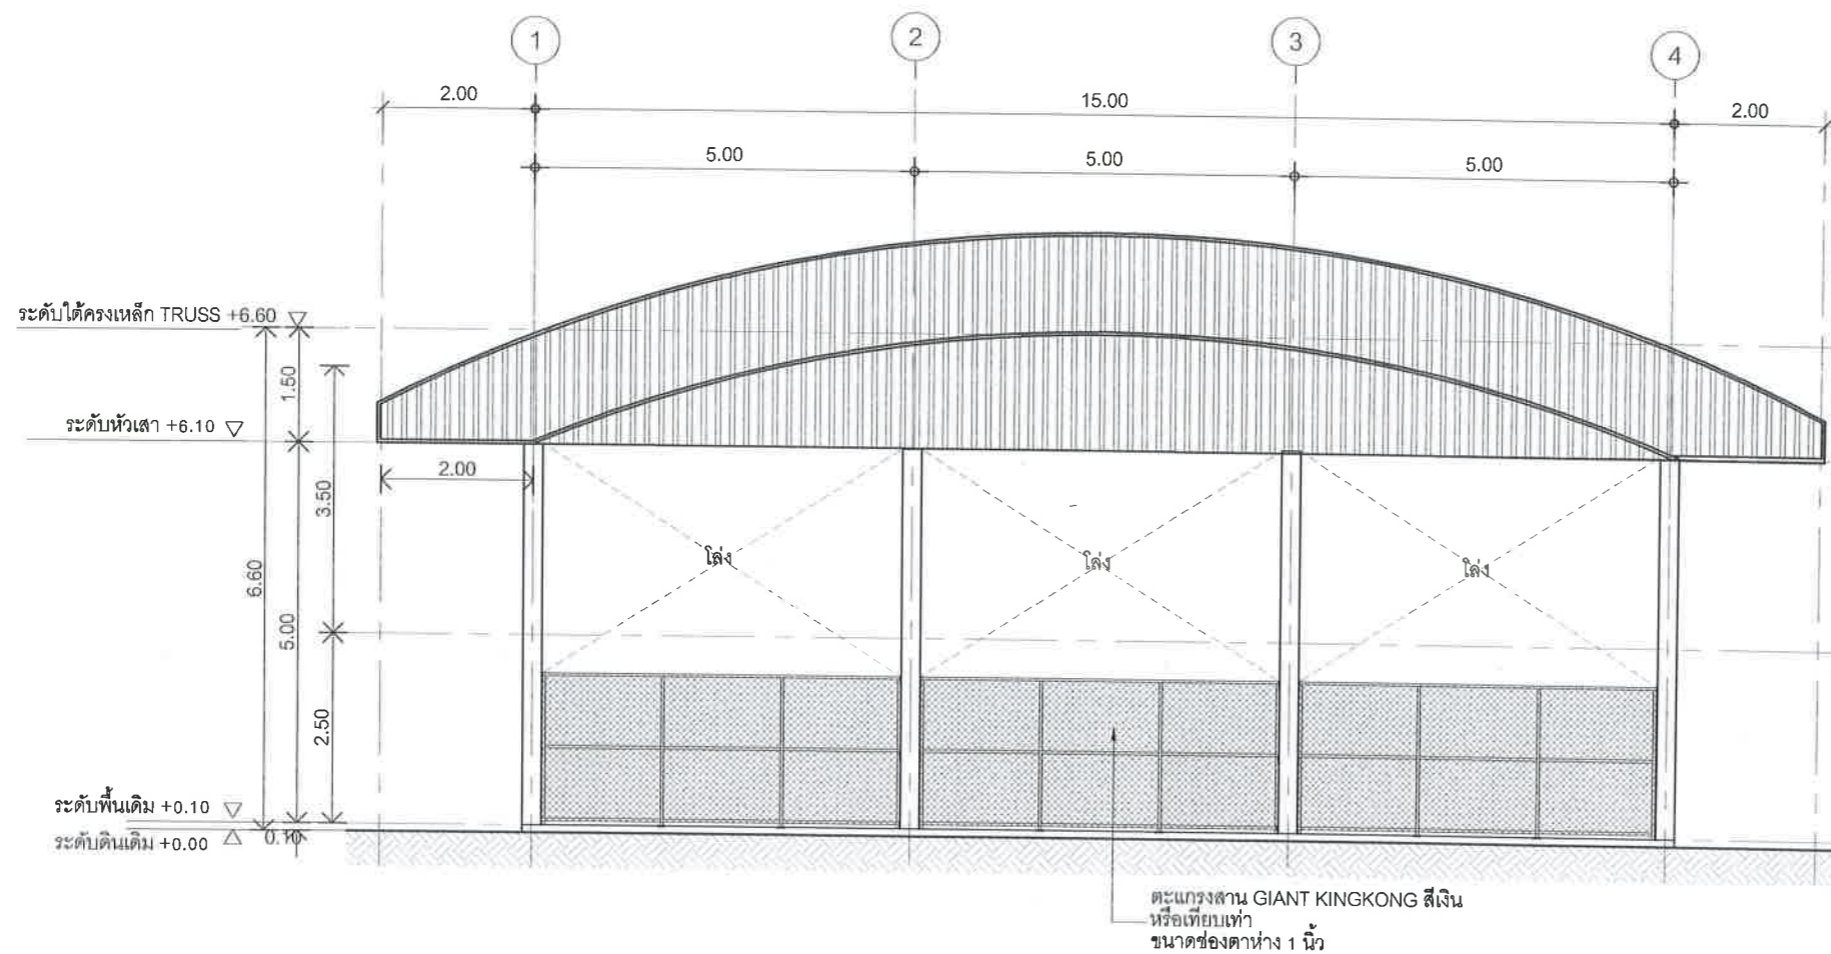 1
2
3
4
2.00
15.00
2.00
5.00
5.00
5.00
ระดับใต้ครงเหล็ก TRUSS +6.60
1.50
ระดับหัวเสา +6.10
2.00
3.50
6.60
5.00
โล่ง
โล่ง
โล่ง
2.50
ระดับพื้นเดิม +0.10
ระดับดินเดิม +0.00
0.10
ตะแกรงสาน GIANT KINGKONG สีเงิน
หรือเทียบเท่า
ขนาดช่องตาห่าง 1 นิ้ว